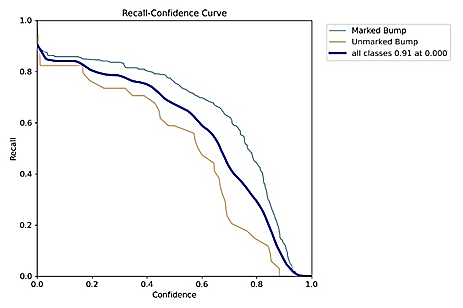 Recall-Confidence Curve
Marked Bump
Unmarked Bump
all classes 0.91 at 0.000
Recall
1.0
0.8
0.6
0.4
0.2
0.0
0.0 0.2 0.4 0.6 0.8 1.0
Confidence